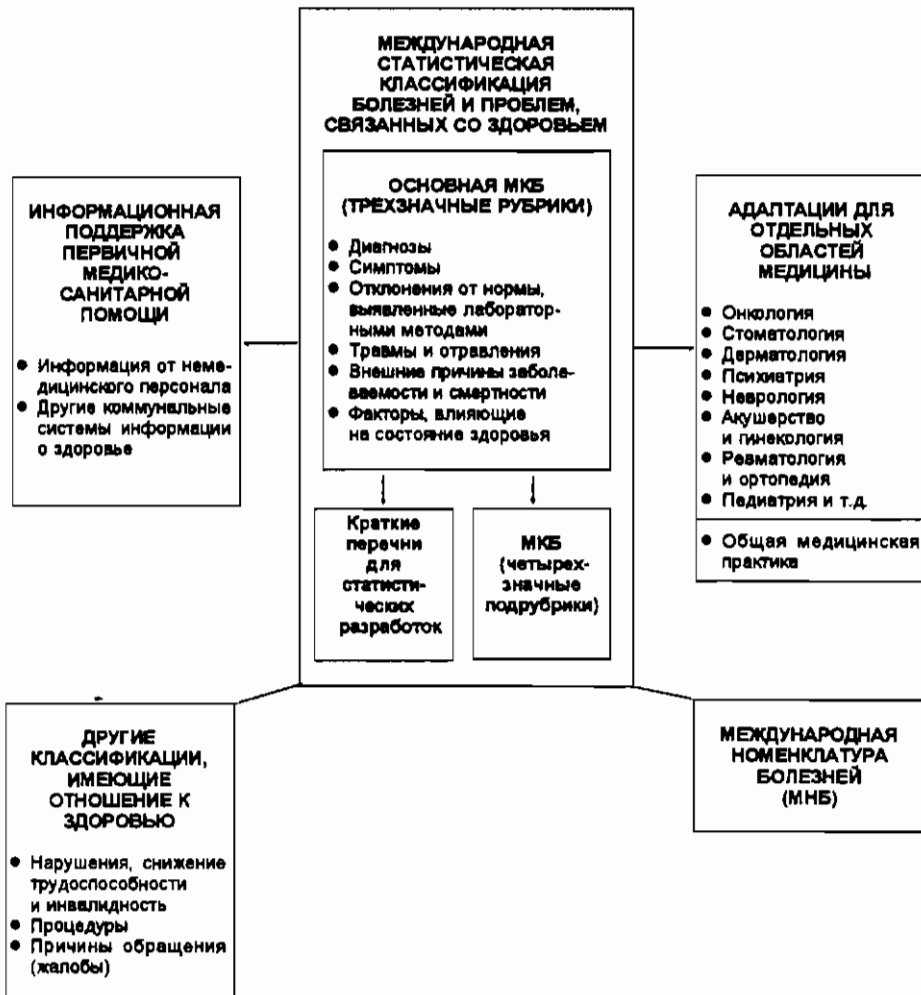 МЕЖДУНАРОДНАЯ
СТАТИСТИЧЕСКАЯ
КЛАССИФИКАЦИЯ
БОЛЕЗНЕЙ И ПРОБЛЕМ,
СВЯЗАННЫХ СО ЗДОРОВЬЕМ
ОСНОВНАЯ МКБ
(ТРЕХЗНАЧНЫЕ РУБРИКИ)
● Диагнозы
● Симптомы
● Отклонения от нормы,
выявленные лаборатор-
ными методами
● Травмы и отравления
● Внешние причины заболе-
ваемости и смертности
● Факторы, влияющие
на состояние здоровья
Краткие
перечни
для
статисти-
ческих
разработок
МКБ
(четырех-
значные
подрубрики)
ИНФОРМАЦИОННАЯ
ПОДДЕРЖКА
ПЕРВИЧНОЙ
МЕДИКО-
САНИТАРНОЙ
ПОМОЩИ
● Информация от неме-
дицинского персонала
● Другие коммунальные
системы информации
о здоровье
АДАПТАЦИИ ДЛЯ
ОТДЕЛЬНЫХ
ОБЛАСТЕЙ
МЕДИЦИНЫ
● Онкология
● Стоматология
● Дерматология
● Психиатрия
● Неврология
● Акушерство
и гинекология
● Ревматология
и ортопедия
● Педиатрия и т.д.
● Общая медицинская
практика
ДРУГИЕ
КЛАССИФИКАЦИИ,
ИМЕЮЩИЕ
ОТНОШЕНИЕ К
ЗДОРОВЬЮ
● Нарушения, снижение
трудоспособности
и инвалидность
● Процедуры
● Причины обращения
(жалобы)
МЕЖДУНАРОДНАЯ
НОМЕНКЛАТУРА
БОЛЕЗНЕЙ
(МНБ)